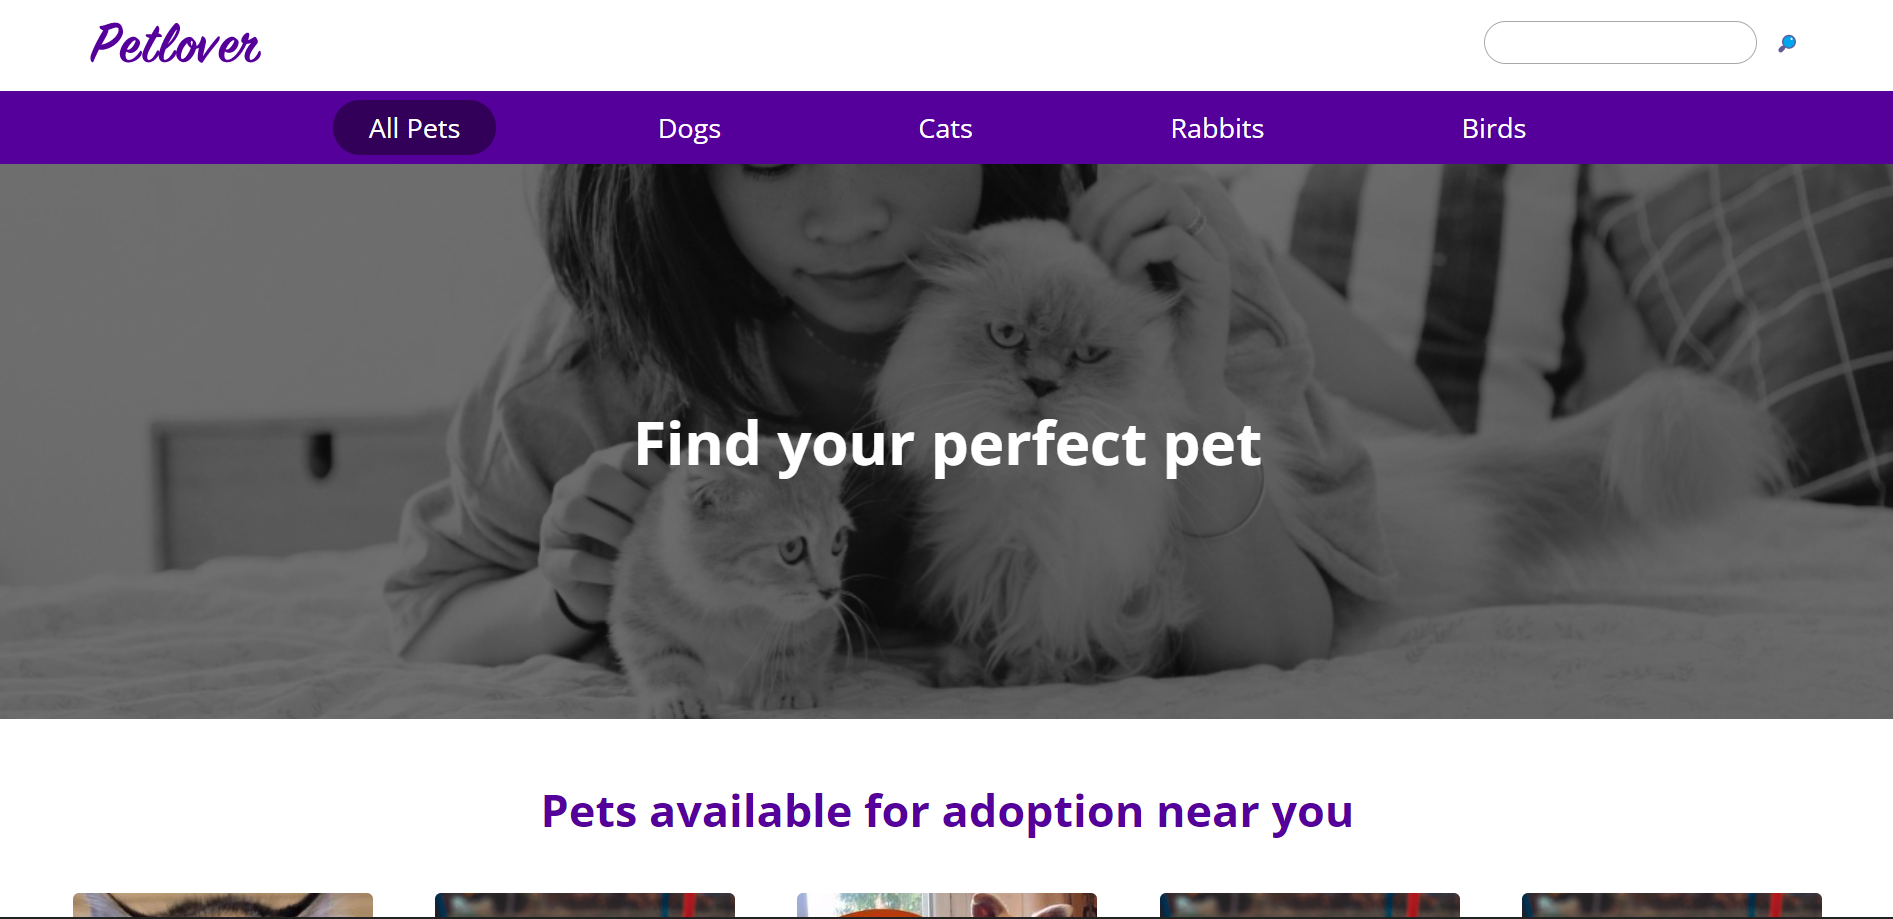 Petlover
All Pets
Dogs
Cats
Rabbits
Birds
Find your perfect pet
Pets available for adoption near you